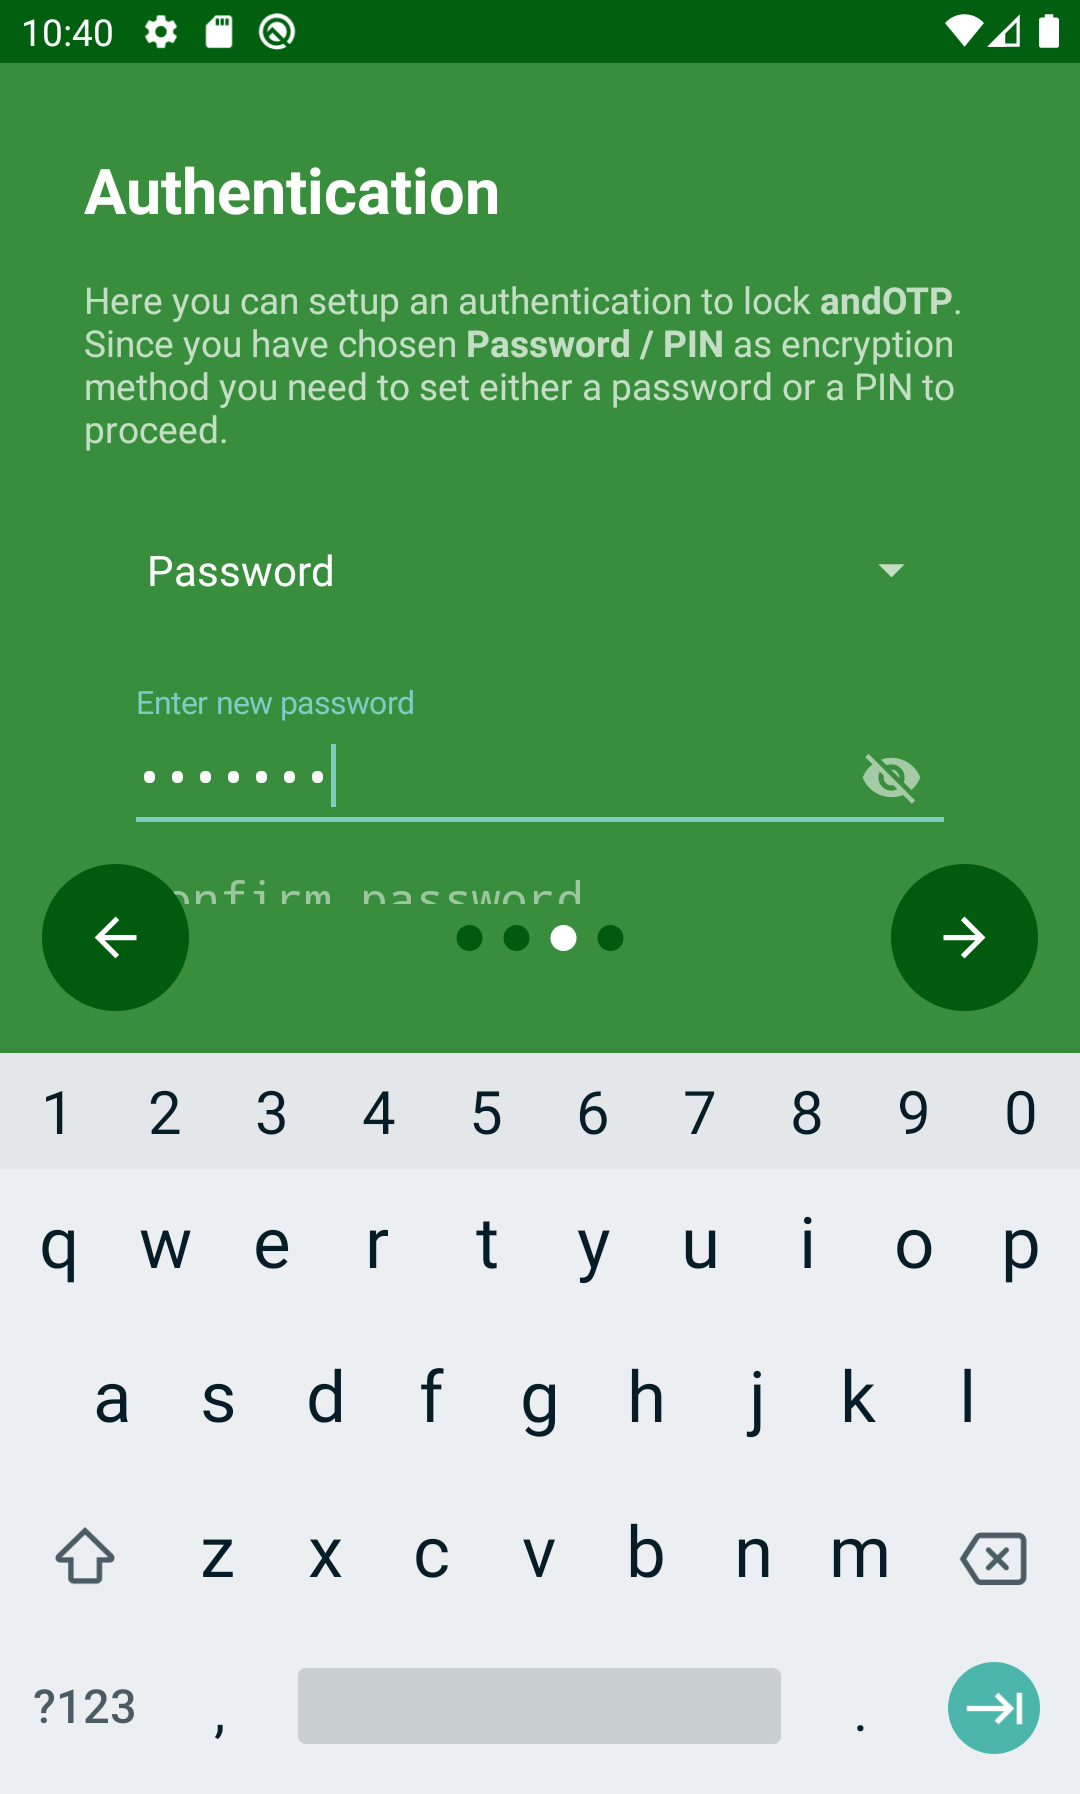 10:40
Authentication
Here you can setup an authentication to lock andOTP.
Since you have chosen Password / PIN as encryption
method you need to set either a password or a PIN to
proceed.
Password
Enter new password
•••••••
onfirm password
1 2 3 4 5 6 7 8 9 0
q w e r t y u i o p
a s d f g h j k l
z x c v b n m
?123 , .